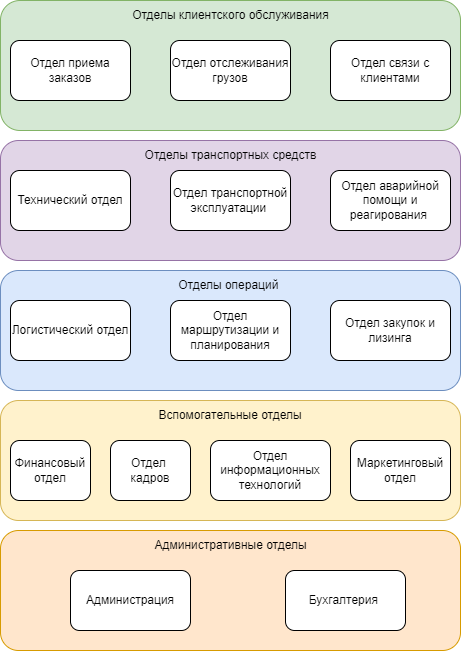 Отделы клиентского обслуживания
Отдел приема
заказов
Отдел отслеживания
грузов
Отдел связи с
клиентами
Отделы транспортных средств
Технический отдел
Отдел транспортной
эксплуатации
Отдел аварийной
помощи и
реагирования
Отделы операций
Логистический отдел
Отдел
маршрутизации и
планирования
Отдел закупок и
лизинга
Вспомогательные отделы
Финансовый
отдел
Отдел
кадров
Отдел
информационных
технологий
Маркетинговый
отдел
Административные отделы
Администрация
Бухгалтерия